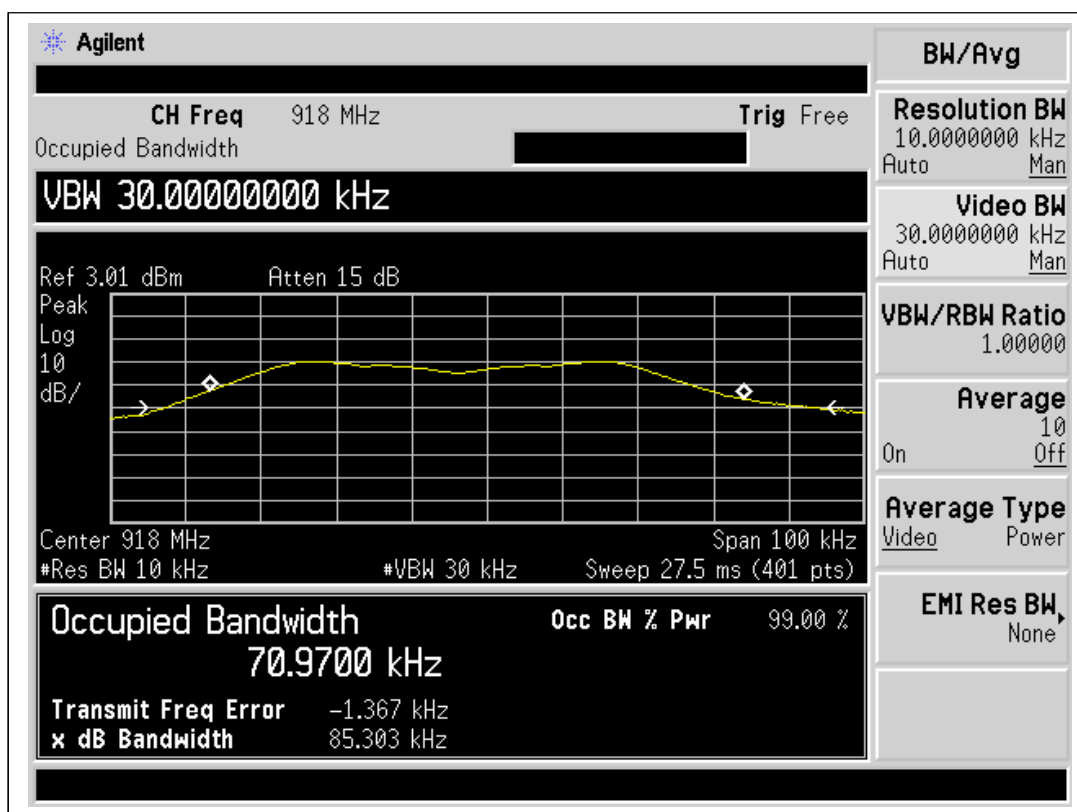 Agilent
CH Freq 918 MHz Trig Free
Occupied Bandwidth
VBW 30.00000000 kHz
Ref 3.01 dBm Atten 15 dB
Peak
Log
10
dB/
Center 918 MHz Span 100 kHz
#Res BW 10 kHz #VBW 30 kHz Sweep 27.5 ms (401 pts)
Occupied Bandwidth Occ BW % Pwr 99.00 %
70.9700 kHz
Transmit Freq Error -1.367 kHz
x dB Bandwidth 85.303 kHz
BW/Avg
Resolution BW
10.0000000 kHz
Auto Man
Video BW
30.0000000 kHz
Auto Man
VBW/RBW Ratio
1.00000
Average
10
On Off
Average Type
Video Power
EMI Res BW
None